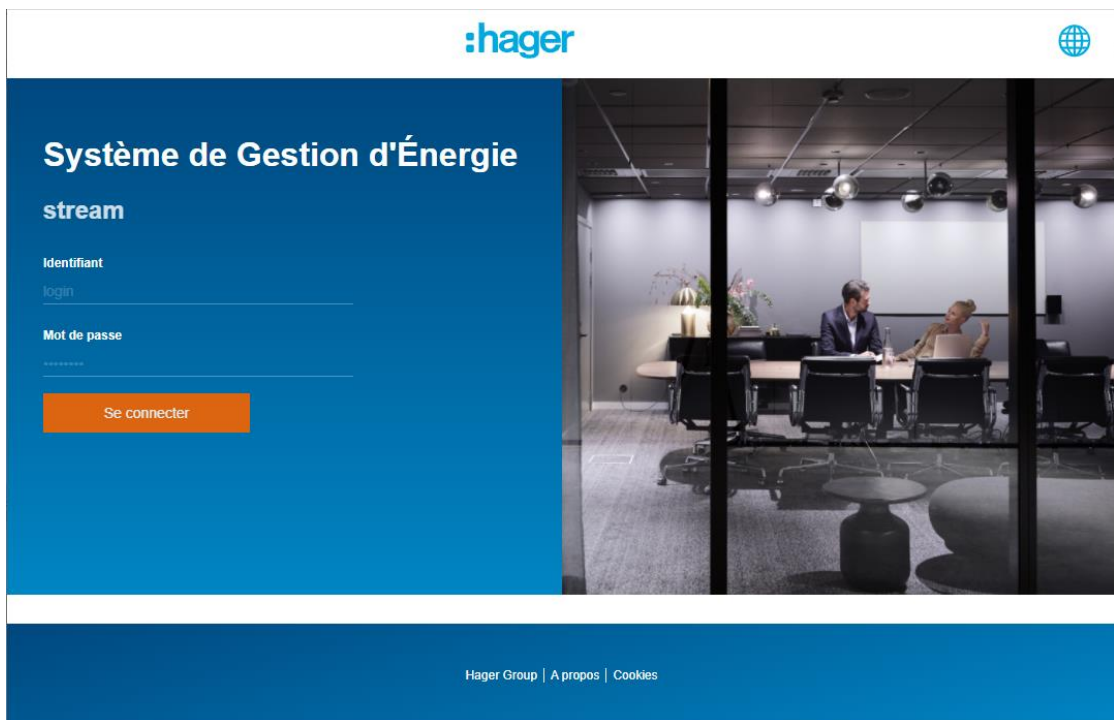 :hager
Système de Gestion d'Énergie
stream
Identifiant
login
Mot de passe
--------
Se connecter
Hager Group | A propos | Cookies